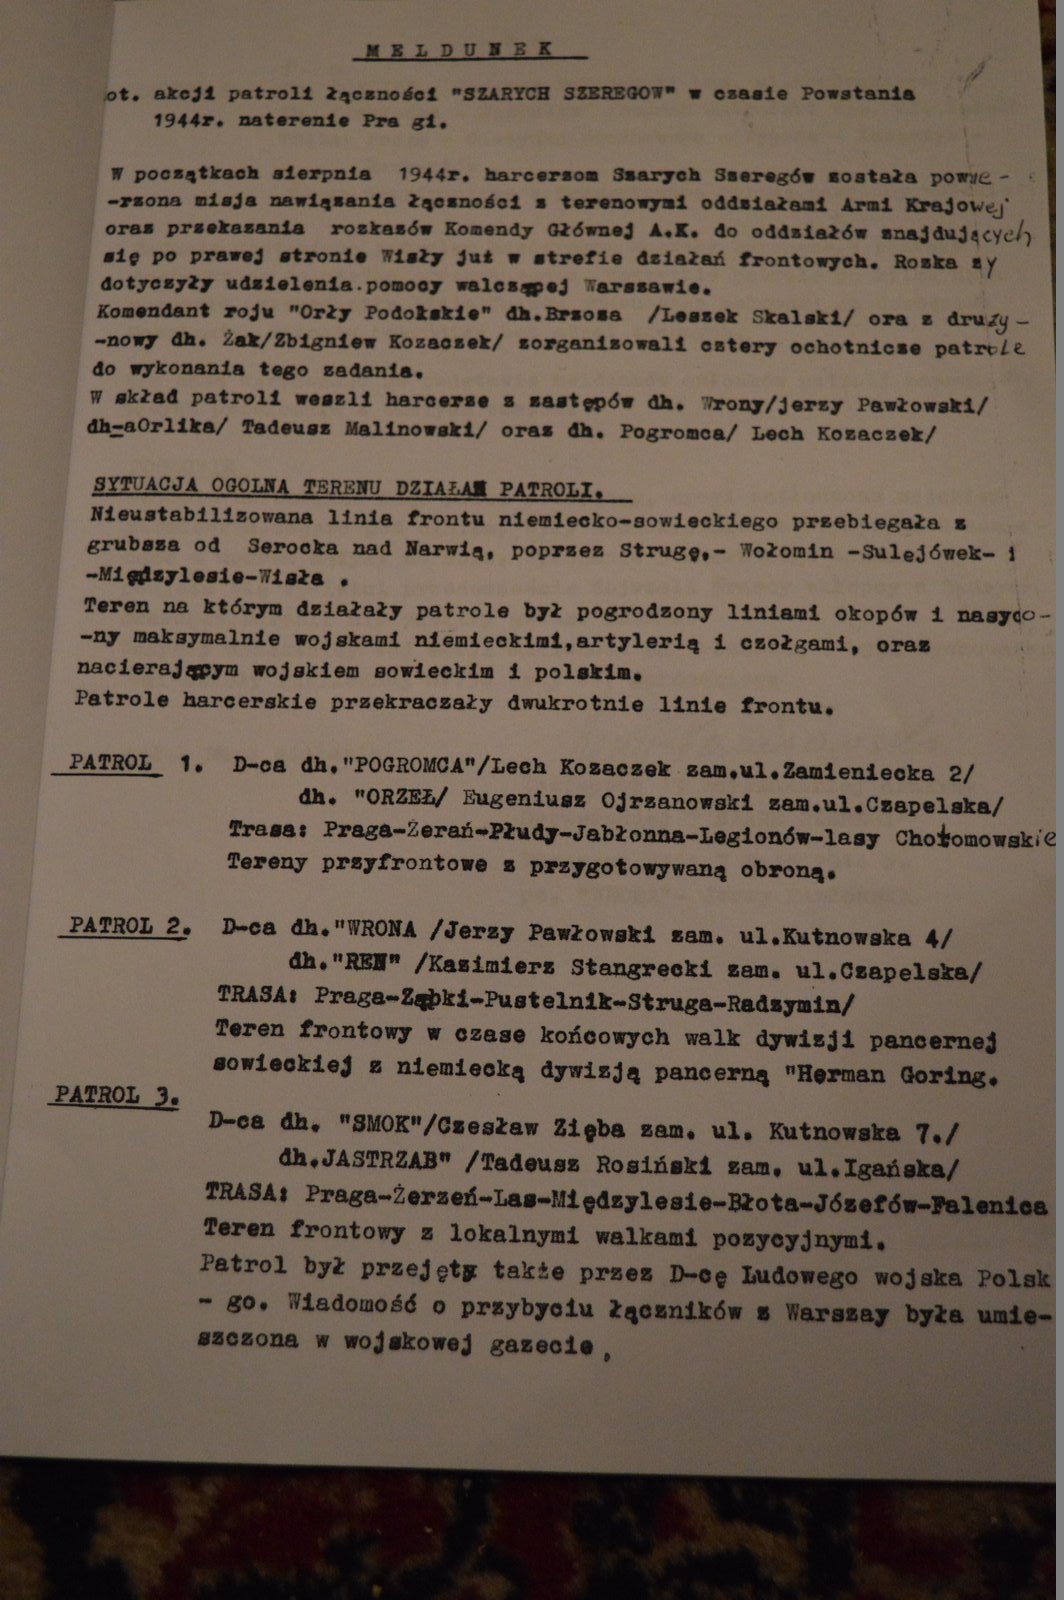 M E L D U N E K
ot. akcji patroli łączności "SZARYCH SZEREGOW" w czasie Powstania
1944r. naterenie Pra gi.
W początkach sierpnia 1944r. harcerzom Szarych Szeregów została powie -
-rzona misja nawiązania łączności z terenowymi oddziałami Armi Krajowej
oraz przekazania rozkazów Komendy Głównej A.K. do oddziałów znajdujących
się po prawej stronie Wisły już w strefie działań frontowych. Rozka zy
dotyczyły udzielenia.pomocy walczącej Warszawie.
Komendant roju "Orły Podolskie" dh.Brzoza /Leszek Skalski/ ora z druży -
-nowy dh. Żak/Zbigniew Kozaczek/ zorganizowali cztery ochotnicze patrole
do wykonania tego zadania.
W skład patroli weszli harcerze z zastępów dh. Wrony/jerzy Pawłowski/
dh-aOrlika/ Tadeusz Malinowski/ oraz dh. Pogromca/ Lech Kozaczek/
SYTUACJA OGOLNA TERENU DZIAŁAN PATROLI.
Nieustabilizowana linia frontu niemiecko-sowieckiego przebiegała z
grubsza od Serocka nad Narwią, poprzez Strugę,- Wołomin -Sulejówek- i
-Międzylesie-Wisła .
Teren na którym działały patrole był pogrodzony liniami okopów i nasyco-
-ny maksymalnie wojskami niemieckimi,artylerią i czołgami, oraz
nacierającym wojskiem sowieckim i polskim.
Patrole harcerskie przekraczały dwukrotnie linie frontu.
PATROL 1. D-ca dh."POGROMCA"/Lech Kozaczek zam.ul.Zamieniecka 2/
dh. "ORZEŁ/ Eugeniusz Ojrzanowski zam.ul.Czapelska/
Trasa: Praga-Żerań-Płudy-Jabłonna-Legionów-lasy Chotomowskie
Tereny przyfrontowe z przygotowywaną obroną.
PATROL 2. D-ca dh."WRONA /Jerzy Pawłowski zam. ul.Kutnowska 4/
dh."REN" /Kazimierz Stangrecki zam. ul.Czapelska/
TRASA: Praga-Ząbki-Pustelnik-Struga-Radzymin/
Teren frontowy w czase końcowych walk dywizji pancernej
sowieckiej z niemiecką dywizją pancerną "Herman Goring.
PATROL 3.
D-ca dh. "SMOK"/Czesław Zięba zam. ul. Kutnowska 7./
dh.JASTRZAB" /Tadeusz Rosiński zam. ul.Igańska/
TRASA: Praga-Żerzeń-Las-Międzylesie-Błota-Józefów-Falenica
Teren frontowy z lokalnymi walkami pozycyjnymi.
Patrol był przejęty także przez D-cę Ludowego wojska Polsk
- go. Wiadomość o przybyciu łączników z Warszay była umie-
szczona w wojskowej gazecie,